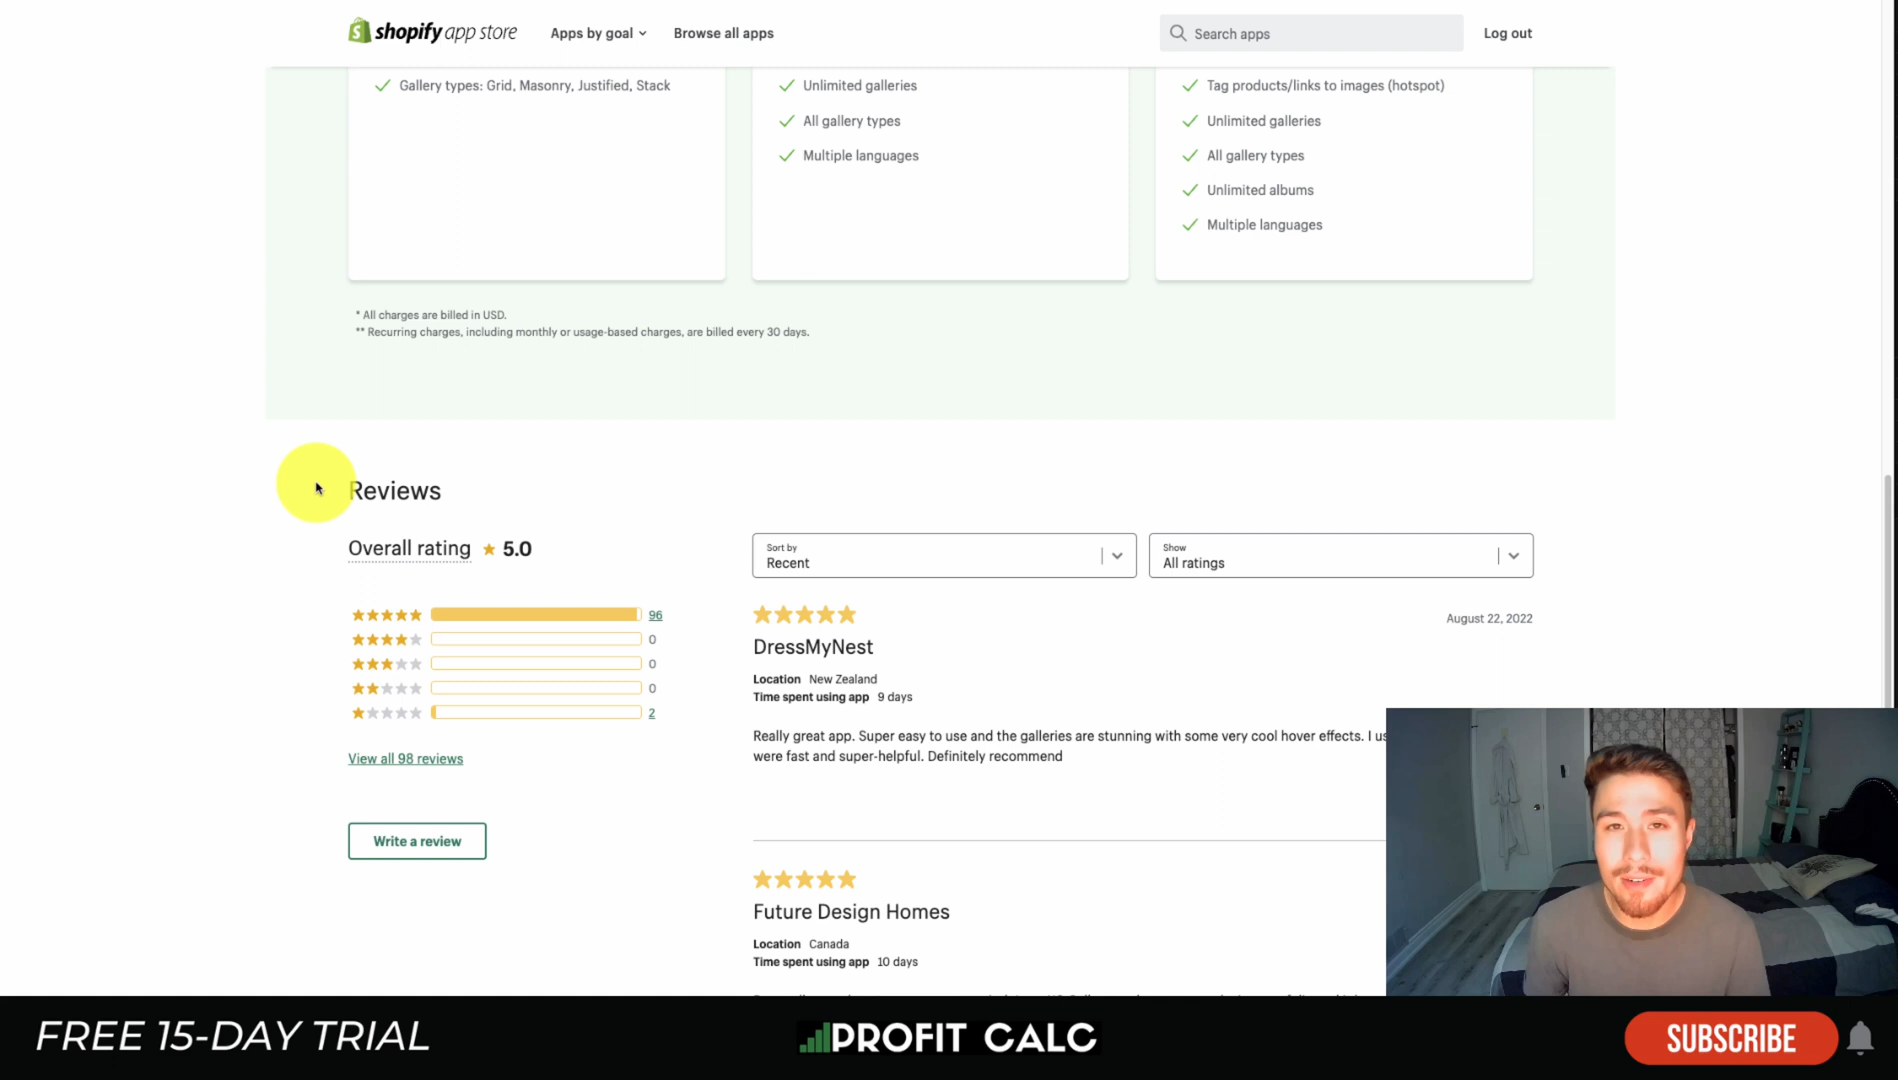 shopify app store
Apps by goal
Browse all apps
Search apps
Log out
Gallery types: Grid, Masonry, Justified, Stack
Unlimited galleries
All gallery types
Multiple languages
Tag products/links to images (hotspot)
Unlimited galleries
All gallery types
Unlimited albums
Multiple languages
* All charges are billed in USD.
** Recurring charges, including monthly or usage-based charges, are billed every 30 days.
Reviews
Overall rating 5.0
96
0
0
0
2
View all 98 reviews
Write a review
Sort by
Recent
Show
All ratings
August 22, 2022
DressMyNest
Location New Zealand
Time spent using app 9 days
Really great app. Super easy to use and the galleries are stunning with some very cool hover effects. I us
were fast and super-helpful. Definitely recommend
Future Design Homes
Location Canada
Time spent using app 10 days
FREE 15-DAY TRIAL
PROFIT CALC
SUBSCRIBE